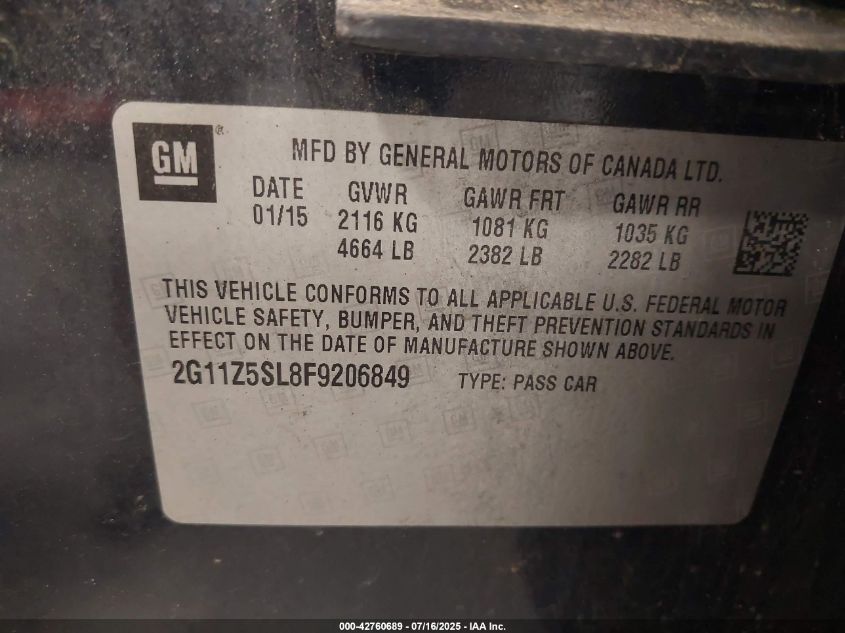 GM
MFD BY GENERAL MOTORS OF CANADA LTD.
DATE GVWR GAWR FRT GAWR RR
01/15 2116 KG 1081 KG 1035 KG
4664 LB 2382 LB 2282 LB
THIS VEHICLE CONFORMS TO ALL APPLICABLE U.S. FEDERAL MOTOR
VEHICLE SAFETY, BUMPER, AND THEFT PREVENTION STANDARDS IN
EFFECT ON THE DATE OF MANUFACTURE SHOWN ABOVE.
2G11Z5SL8F9206849 TYPE: PASS CAR
000-42760689 - 07/16/2025 - IAA Inc.